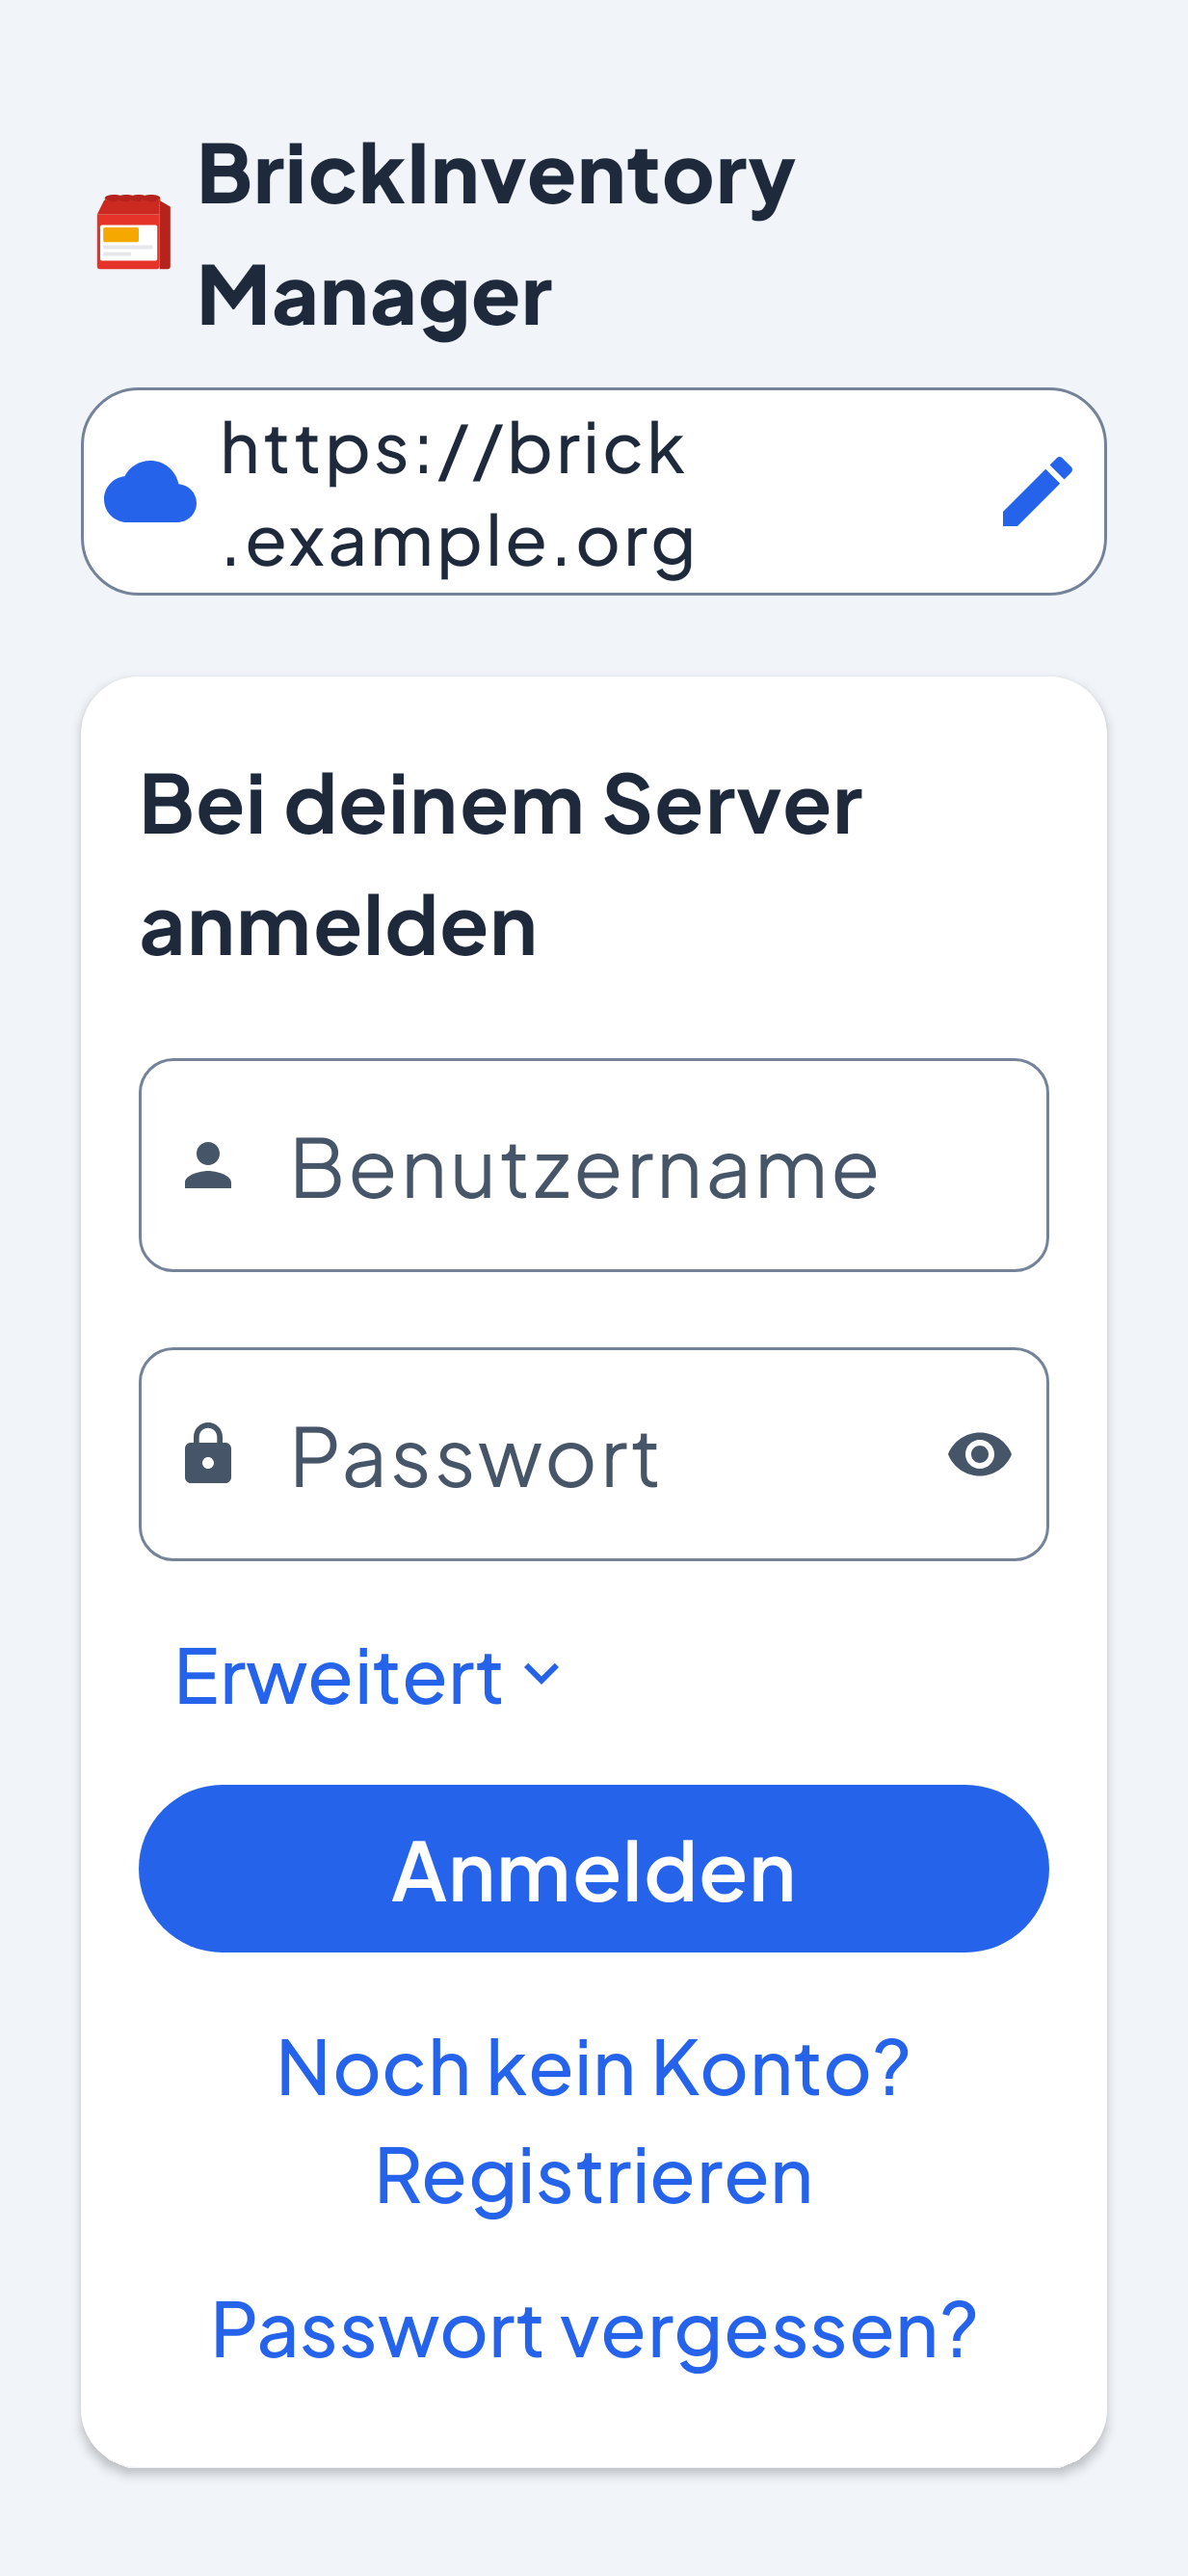 BrickInventory
Manager
https://brick
.example.org
Bei deinem Server
anmelden
Benutzername
Passwort
Erweitert
Anmelden
Noch kein Konto?
Registrieren
Passwort vergessen?